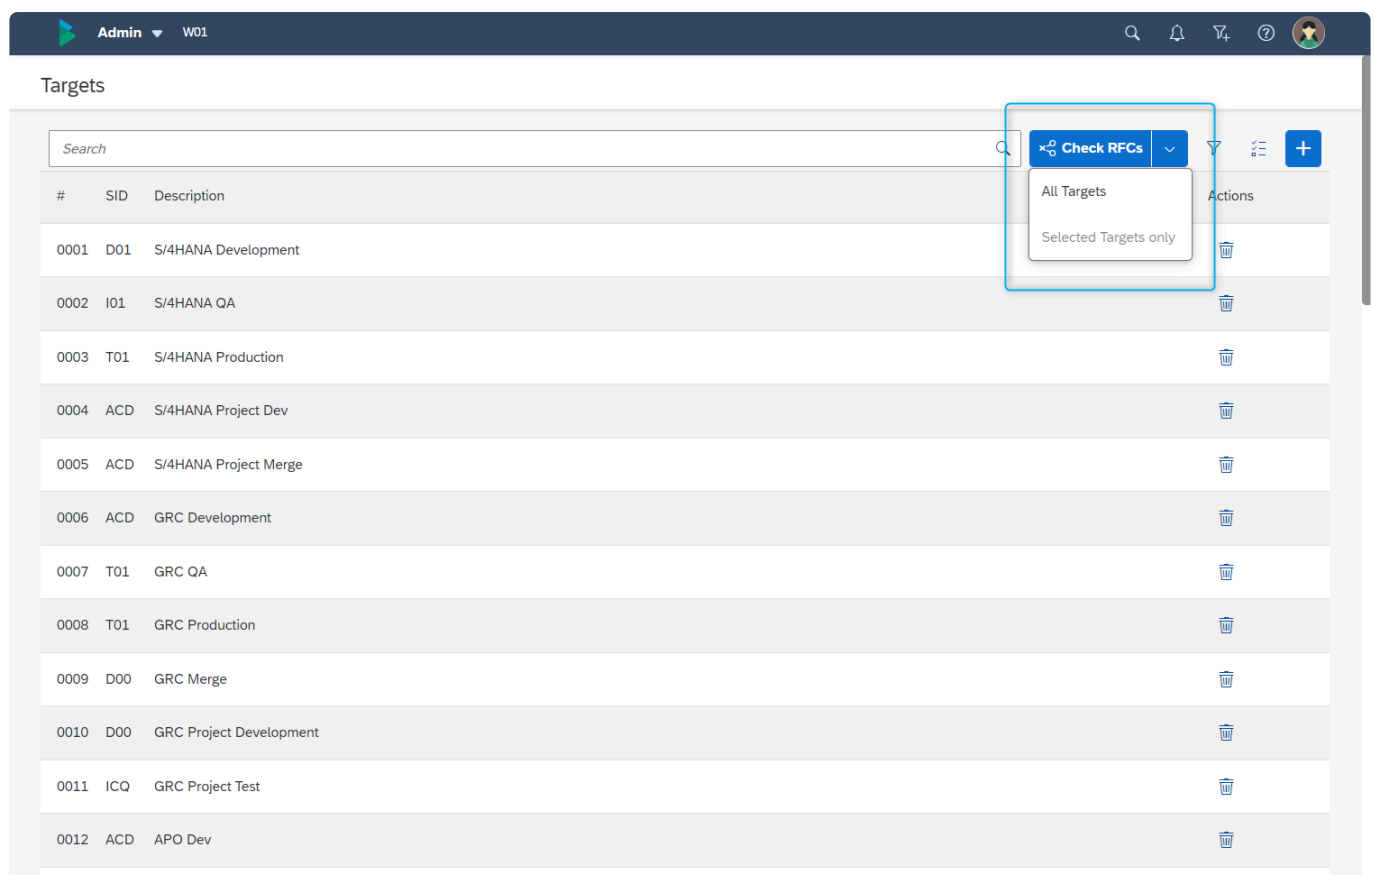 Admin W01
Targets
Search
Check RFCs
All Targets
Selected Targets only
# SID Description Actions
0001 D01 S/4HANA Development
0002 I01 S/4HANA QA
0003 T01 S/4HANA Production
0004 ACD S/4HANA Project Dev
0005 ACD S/4HANA Project Merge
0006 ACD GRC Development
0007 T01 GRC QA
0008 T01 GRC Production
0009 D00 GRC Merge
0010 D00 GRC Project Development
0011 ICQ GRC Project Test
0012 ACD APO Dev